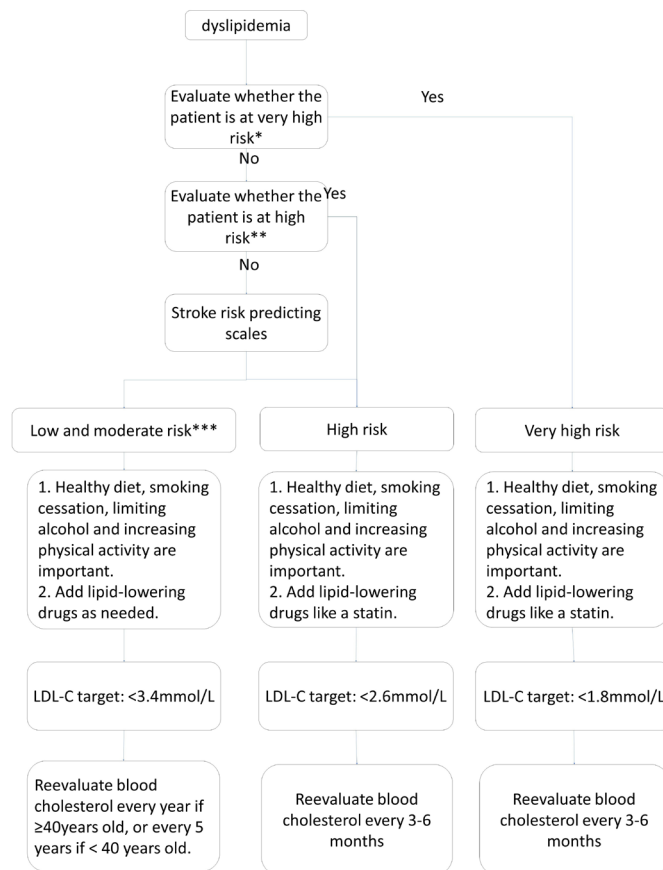 dyslipidemia
Evaluate whether the
patient is at very high
risk*
Yes
No
Evaluate whether the
patient is at high
risk**
Yes
No
Stroke risk predicting
scales
Low and moderate risk***
High risk
Very high risk
1. Healthy diet, smoking
cessation, limiting
alcohol and increasing
physical activity are
important.
2. Add lipid-lowering
drugs as needed.
1. Healthy diet, smoking
cessation, limiting
alcohol and increasing
physical activity are
important.
2. Add lipid-lowering
drugs like a statin.
1. Healthy diet, smoking
cessation, limiting
alcohol and increasing
physical activity are
important.
2. Add lipid-lowering
drugs like a statin.
LDL-C target: <3.4mmol/L
LDL-C target: <2.6mmol/L
LDL-C target: <1.8mmol/L
Reevaluate blood
cholesterol every year if
≥40years old, or every 5
years if < 40 years old.
Reevaluate blood
cholesterol every 3-6
months
Reevaluate blood
cholesterol every 3-6
months